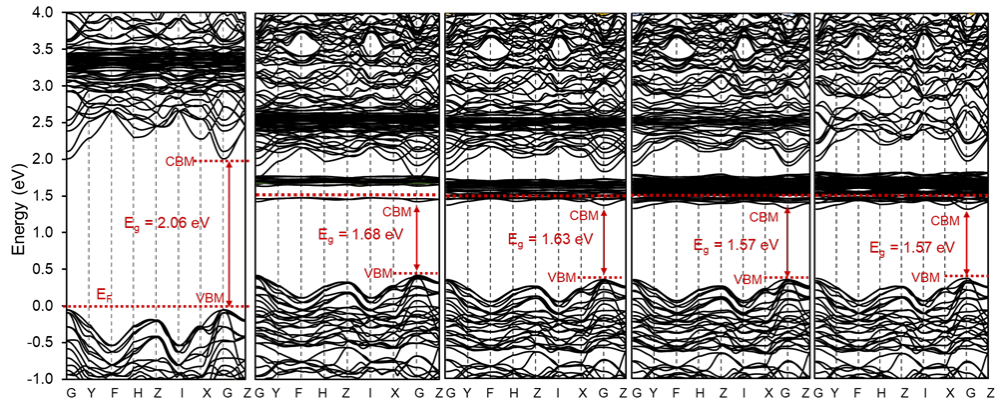 4.0
3.5
3.0
2.5
2.0
1.5
1.0
0.5
0.0
-0.5
-1.0
Energy (eV)
CBM
Eg = 2.06 eV
EF
VBM
G Y F H Z I X G Z
CBM
Eg = 1.68 eV
VBM
G Y F H Z I X G Z
CBM
Eg = 1.63 eV
VBM
G Y F H Z I X G Z
CBM
Eg = 1.57 eV
VBM
G Y F H Z I X G Z
CBM
Eg = 1.57 eV
VBM
G Y F H Z I X G Z